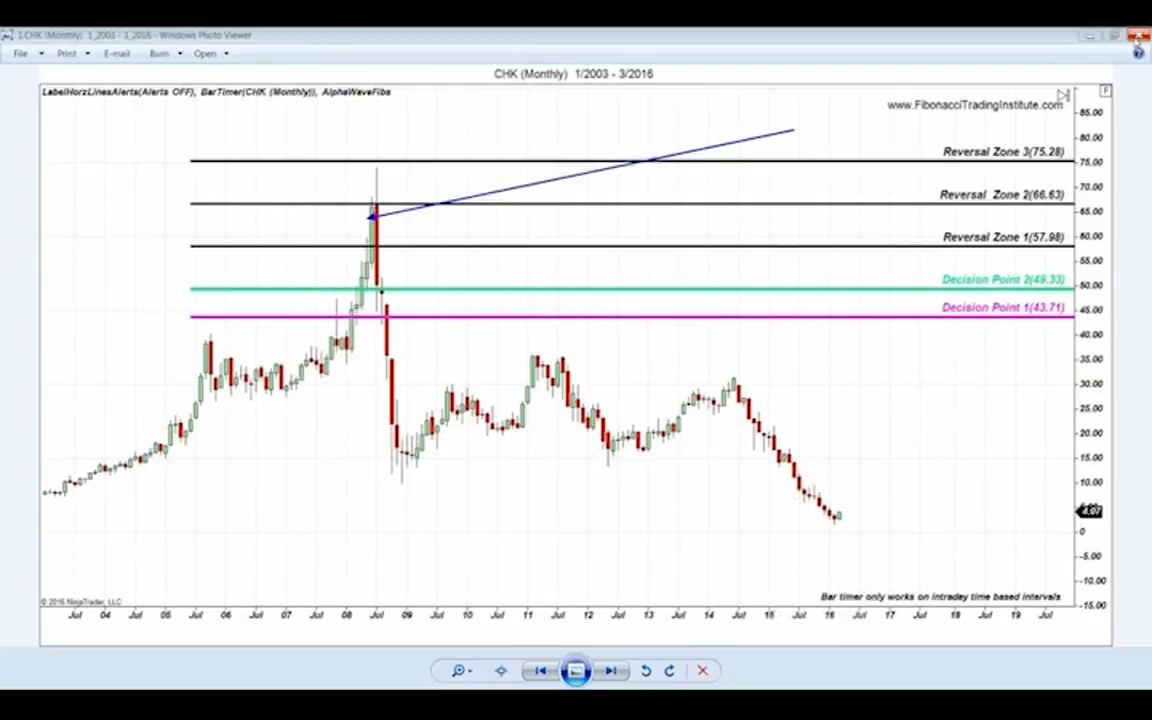 1.CHK (Monthly) 1_2003 - 3_2016 - Windows Photo Viewer
File Print E-mail Burn Open
CHK (Monthly) 1/2003 - 3/2016
LabelHorzLinesAlerts(Alerts OFF), BarTimer(CHK (Monthly)), AlphaWaveFibs
F
www.FibonacciTradingInstitute.com
85.00
80.00
Reversal Zone 3(75.28)
75.00
70.00
Reversal Zone 2(66.63)
65.00
60.00
Reversal Zone 1(57.98)
55.00
Decision Point 2(49.33)
50.00
Decision Point 1(43.71)
45.00
40.00
35.00
30.00
25.00
20.00
15.00
10.00
4.07
0
-5.00
-10.00
Bar timer only works on intraday time based intervals
© 2016 NinjaTrader, LLC
-15.00
Jul 04 Jul 05 Jul 06 Jul 07 Jul 08 Jul 09 Jul 10 Jul 11 Jul 12 Jul 13 Jul 14 Jul 15 Jul 16 Jul 17 Jul 18 Jul 19 Jul